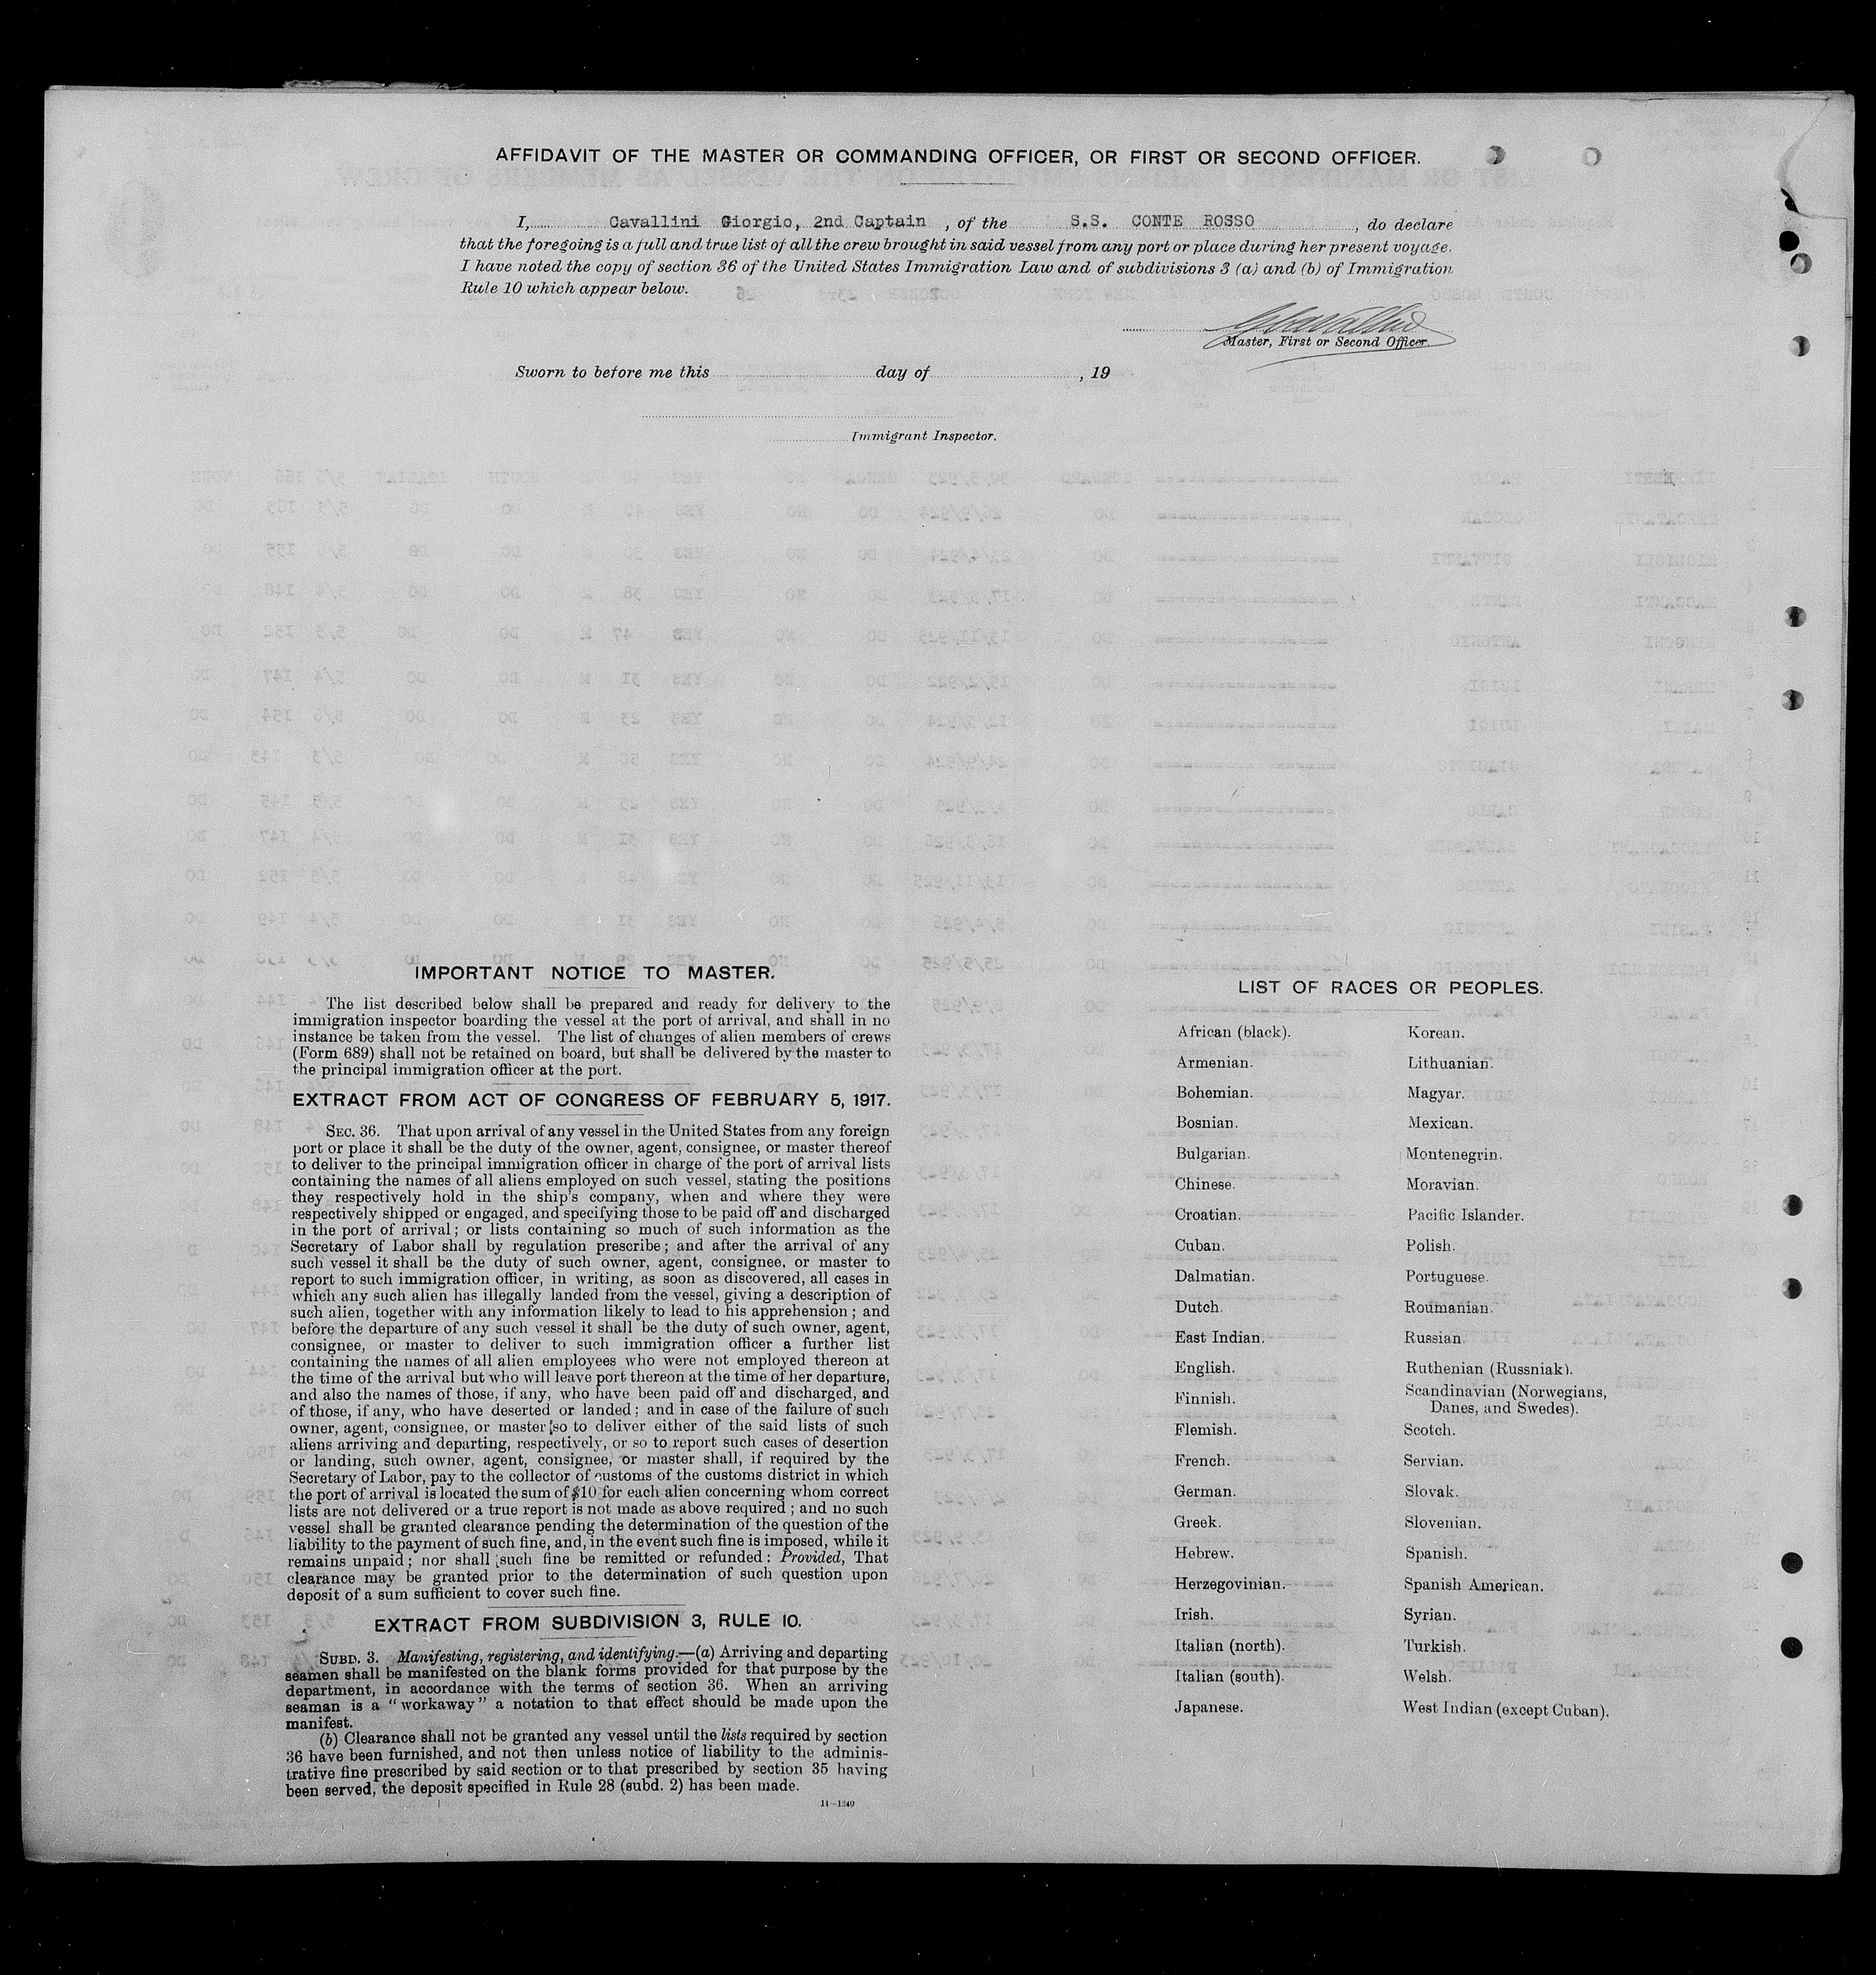 AFFIDAVIT OF THE MASTER OR COMMANDING OFFICER, OR FIRST OR SECOND OFFICER.
I, Cavallini Giorgio, 2nd Captain, of the S.S. CONTE ROSSO, do declare
that the foregoing is a full and true list of all the crew brought in said vessel from any port or place during her present voyage.
I have noted the copy of section 36 of the United States Immigration Law and of subdivisions 3 (a) and (b) of Immigration
Rule 10 which appear below.
Master, First or Second Officer.
Sworn to before me this day of , 19
Immigrant Inspector.
IMPORTANT NOTICE TO MASTER.
The list described below shall be prepared and ready for delivery to the
immigration inspector boarding the vessel at the port of arrival, and shall in no
instance be taken from the vessel. The list of changes of alien members of crews
(Form 689) shall not be retained on board, but shall be delivered by the master to
the principal immigration officer at the port.
EXTRACT FROM ACT OF CONGRESS OF FEBRUARY 5, 1917.
SEC. 36. That upon arrival of any vessel in the United States from any foreign
port or place it shall be the duty of the owner, agent, consignee, or master thereof
to deliver to the principal immigration officer in charge of the port of arrival lists
containing the names of all aliens employed on such vessel, stating the positions
they respectively hold in the ship's company, when and where they were
respectively shipped or engaged, and specifying those to be paid off and discharged
in the port of arrival; or lists containing so much of such information as the
Secretary of Labor shall by regulation prescribe; and after the arrival of any
such vessel it shall be the duty of such owner, agent, consignee, or master to
report to such immigration officer, in writing, as soon as discovered, all cases in
which any such alien has illegally landed from the vessel, giving a description of
such alien, together with any information likely to lead to his apprehension; and
before the departure of any such vessel it shall be the duty of such owner, agent,
consignee, or master to deliver to such immigration officer a further list
containing the names of all alien employees who were not employed thereon at
the time of the arrival but who will leave port thereon at the time of her departure,
and also the names of those, if any, who have been paid off and discharged, and
of those, if any, who have deserted or landed; and in case of the failure of such
owner, agent, consignee, or master so to deliver either of the said lists of such
aliens arriving and departing, respectively, or so to report such cases of desertion
or landing, such owner, agent, consignee, or master shall, if required by the
Secretary of Labor, pay to the collector of customs of the customs district in which
the port of arrival is located the sum of $10 for each alien concerning whom correct
lists are not delivered or a true report is not made as above required; and no such
vessel shall be granted clearance pending the determination of the question of the
liability to the payment of such fine, and, in the event such fine is imposed, while it
remains unpaid; nor shall such fine be remitted or refunded: Provided, That
clearance may be granted prior to the determination of such question upon
deposit of a sum sufficient to cover such fine.
EXTRACT FROM SUBDIVISION 3, RULE 10.
SUBD. 3. Manifesting, registering, and identifying.—(a) Arriving and departing
seamen shall be manifested on the blank forms provided for that purpose by the
department, in accordance with the terms of section 36. When an arriving
seaman is a "workaway" a notation to that effect should be made upon the
manifest.
(b) Clearance shall not be granted any vessel until the lists required by section
36 have been furnished, and not then unless notice of liability to the adminis-
trative fine prescribed by said section or to that prescribed by section 35 having
been served, the deposit specified in Rule 28 (subd. 2) has been made.
14—1240
LIST OF RACES OR PEOPLES.
African (black).
Armenian.
Bohemian.
Bosnian.
Bulgarian.
Chinese.
Croatian.
Cuban.
Dalmatian.
Dutch.
East Indian.
English.
Finnish.
Flemish.
French.
German.
Greek.
Hebrew.
Herzegovinian.
Irish.
Italian (north).
Italian (south).
Japanese.
Korean.
Lithuanian.
Magyar.
Mexican.
Montenegrin.
Moravian.
Pacific Islander.
Polish.
Portuguese.
Roumanian.
Russian.
Ruthenian (Russniak).
Scandinavian (Norwegians,
Danes, and Swedes).
Scotch.
Servian.
Slovak.
Slovenian.
Spanish.
Spanish American.
Syrian.
Turkish.
Welsh.
West Indian (except Cuban).